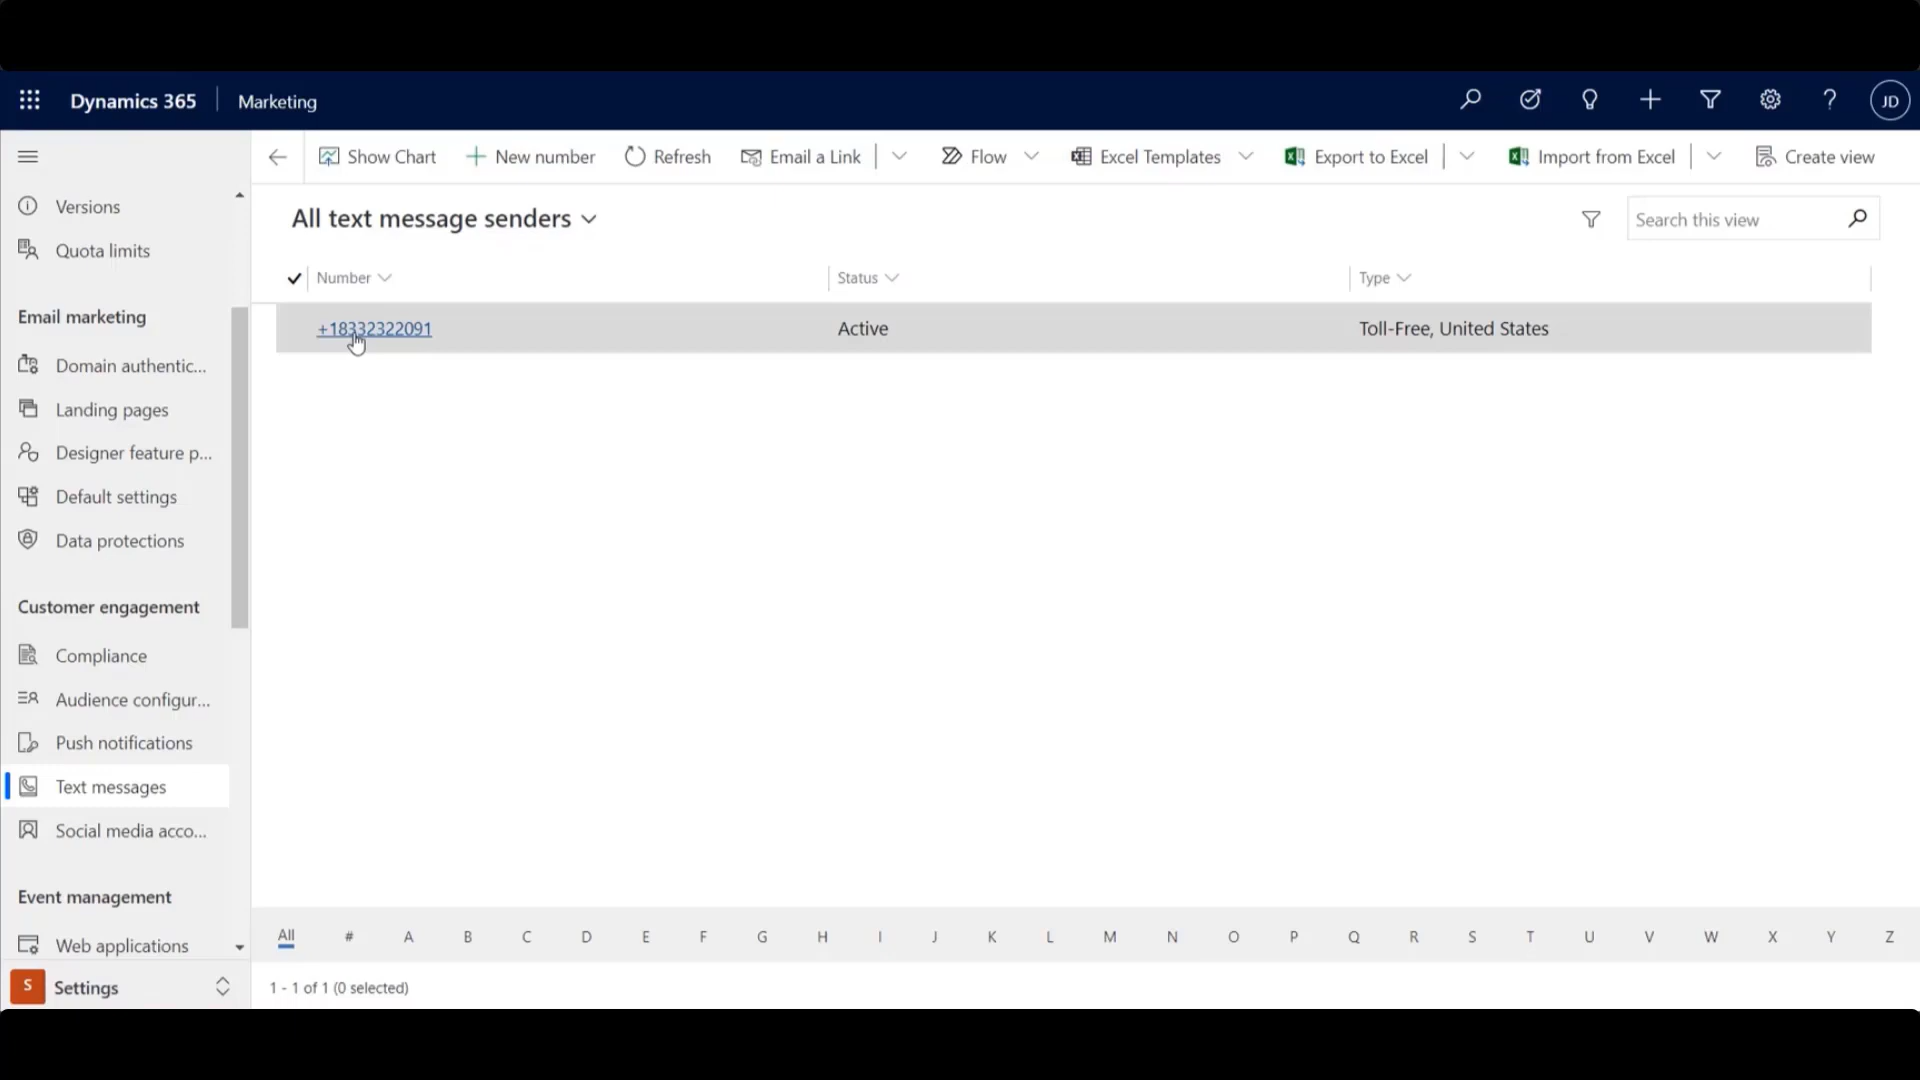 Dynamics 365 Marketing JD
Show Chart New number Refresh Email a Link Flow Excel Templates Export to Excel Import from Excel Create view
Versions
Quota limits
Email marketing
Domain authentic...
Landing pages
Designer feature p...
Default settings
Data protections
Customer engagement
Compliance
Audience configur...
Push notifications
Text messages
Social media acco...
Event management
Web applications
S Settings
All text message senders Search this view
Number Status Type
+18332322091 Active Toll-Free, United States
All # A B C D E F G H I J K L M N O P Q R S T U V W X Y Z
1 - 1 of 1 (0 selected)